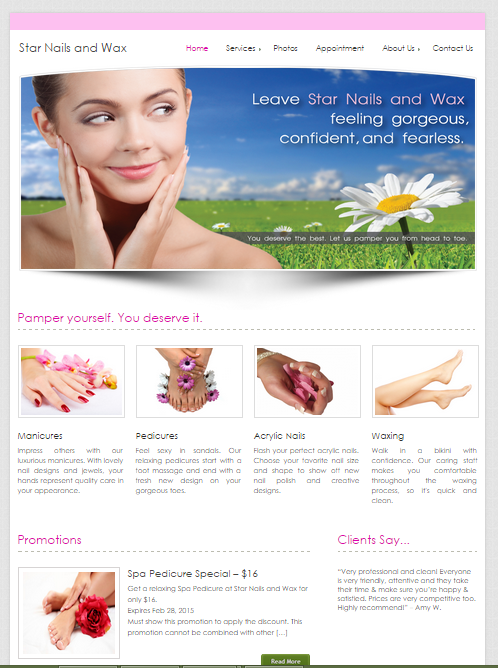 Star Nails and Wax
Home Services Photos Appointment About Us Contact Us
Leave Star Nails and Wax
feeling gorgeous,
confident, and fearless.
You deserve the best. Let us pamper you from head to toe.
Pamper yourself. You deserve it.
Manicures
Impress others with our
luxurious manicures. With lovely
nail designs and jewels, your
hands represent quality care in
your appearance.
Pedicures
Feel sexy in sandals. Our
relaxing pedicures start with a
foot massage and end with a
fresh new design on your
gorgeous toes.
Acrylic Nails
Flash your perfect acrylic nails.
Choose your favorite nail size
and shape to show off new
nail polish and creative
designs.
Waxing
Walk in a bikini with
confidence. Our caring staff
makes you comfortable
throughout the waxing
process, so it's quick and
clean.
Promotions
Spa Pedicure Special – $16
Get a relaxing Spa Pedicure at Star Nails and Wax for
only $16.
Expires Feb 28, 2015
Must show this promotion to apply the discount. This
promotion cannot be combined with other [...]
Read More
Clients Say...
"Very professional and clean! Everyone
is very friendly, attentive and they take
their time & make sure you're happy &
satisfied. Prices are very competitive too.
Highly recommend!" - Amy W.